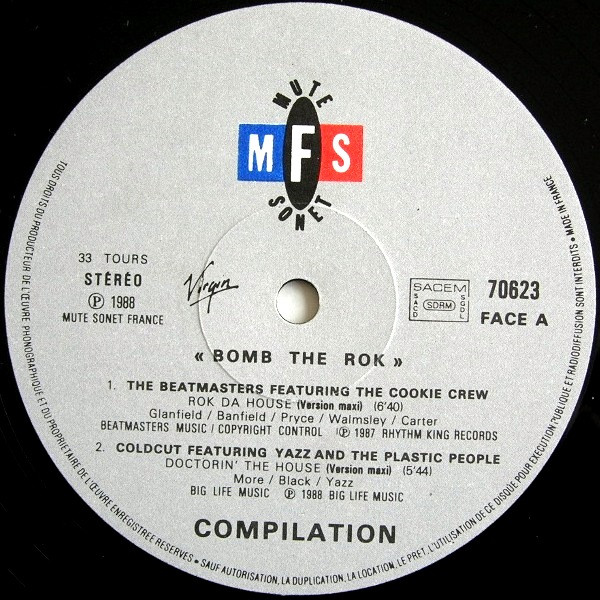 MUTE
MFS
SONET
33 TOURS
STÉRÉO
Ⓟ 1988
MUTE SONET FRANCE
Virgin
SACEM
SACD
SDRM
SGDL
70623
FACE A
« BOMB THE ROK »
1. THE BEATMASTERS FEATURING THE COOKIE CREW
ROK DA HOUSE (Version maxi) (6'40)
Glanfield / Banfield / Pryce / Walmsley / Carter
BEATMASTERS MUSIC / COPYRIGHT CONTROL Ⓟ 1987 RHYTHM KING RECORDS
2. COLDCUT FEATURING YAZZ AND THE PLASTIC PEOPLE
DOCTORIN' THE HOUSE (Version maxi) (5'44)
More / Black / Yazz
BIG LIFE MUSIC Ⓟ 1988 BIG LIFE MUSIC
COMPILATION
TOUS DROITS DU PRODUCTEUR DE L'ŒUVRE PHONOGRAPHIQUE ET DU PROPRIETAIRE DE L'ŒUVRE ENREGISTREE RESERVES • SAUF AUTORISATION, LA DUPLICATION, LA LOCATION, LE PRET, L'UTILISATION DE CE DISQUE POUR EXECUTION PUBLIQUE ET RADIODIFFUSION SONT INTERDITS • MADE IN FRANCE